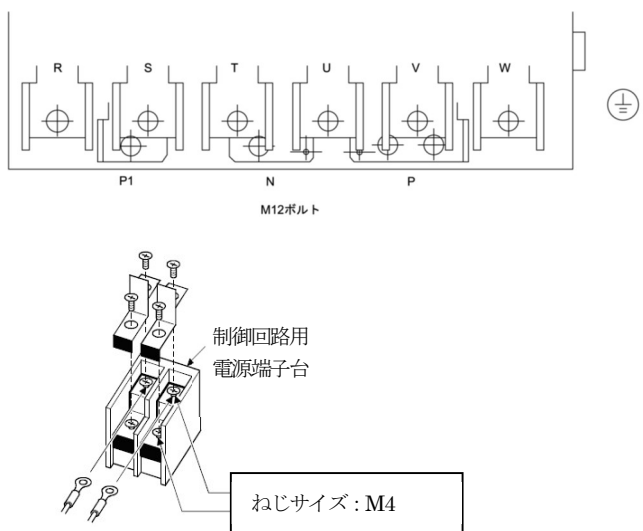 R S T U V W
P1 N P
M12ボルト
制御回路用
電源端子台
ねじサイズ : M4